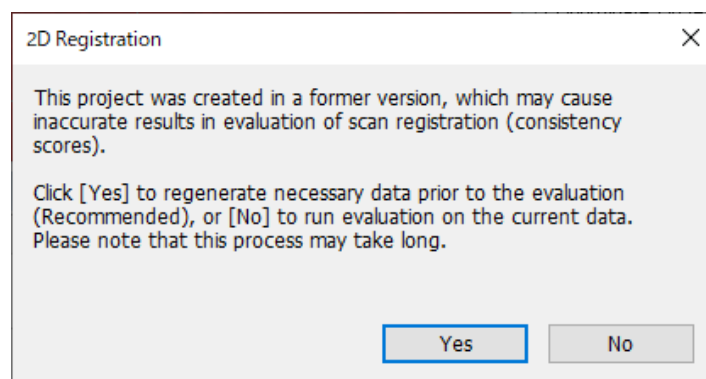 2D Registration
This project was created in a former version, which may cause
inaccurate results in evaluation of scan registration (consistency
scores).
Click [Yes] to regenerate necessary data prior to the evaluation
(Recommended), or [No] to run evaluation on the current data.
Please note that this process may take long.
Yes
No